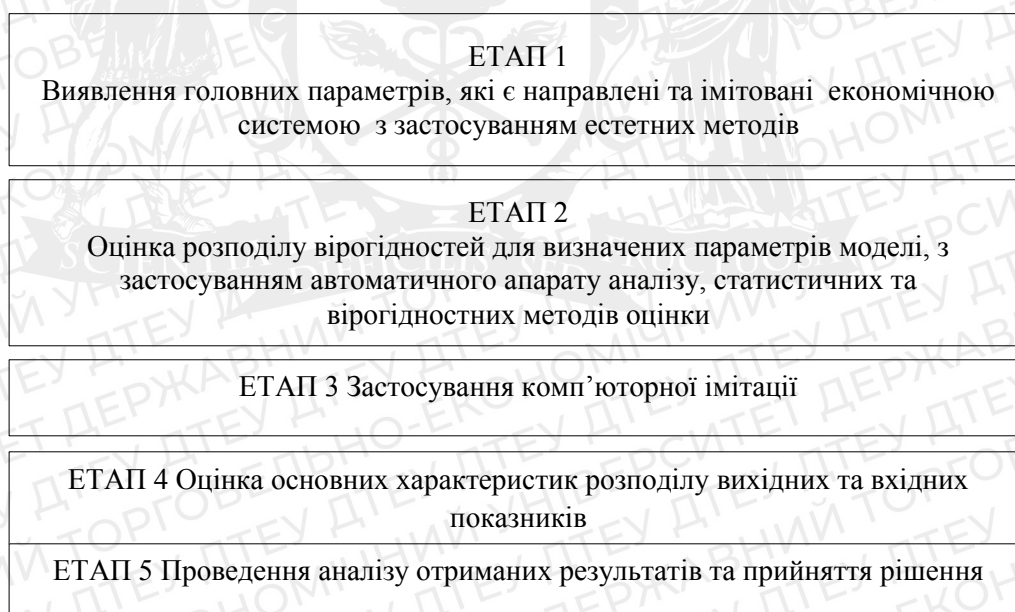 ЕТАП 1
Виявлення головних параметрів, які є направлені та імітовані економічною
системою з застосуванням естетних методів
ЕТАП 2
Оцінка розподілу вірогідностей для визначених параметрів моделі, з
застосуванням автоматичного апарату аналізу, статистичних та
вірогідностних методів оцінки
ЕТАП 3 Застосування комп’юторної імітації
ЕТАП 4 Оцінка основних характеристик розподілу вихідних та вхідних
показників
ЕТАП 5 Проведення аналізу отриманих результатів та прийняття рішення